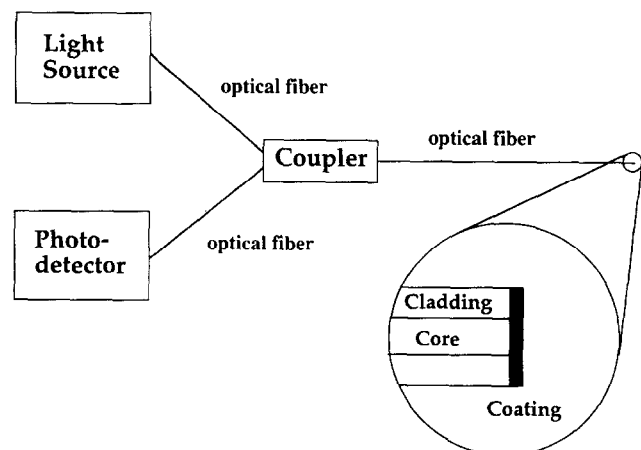 Light
Source
optical fiber
optical fiber
Coupler
Photo-
detector
optical fiber
Cladding
Core
Coating